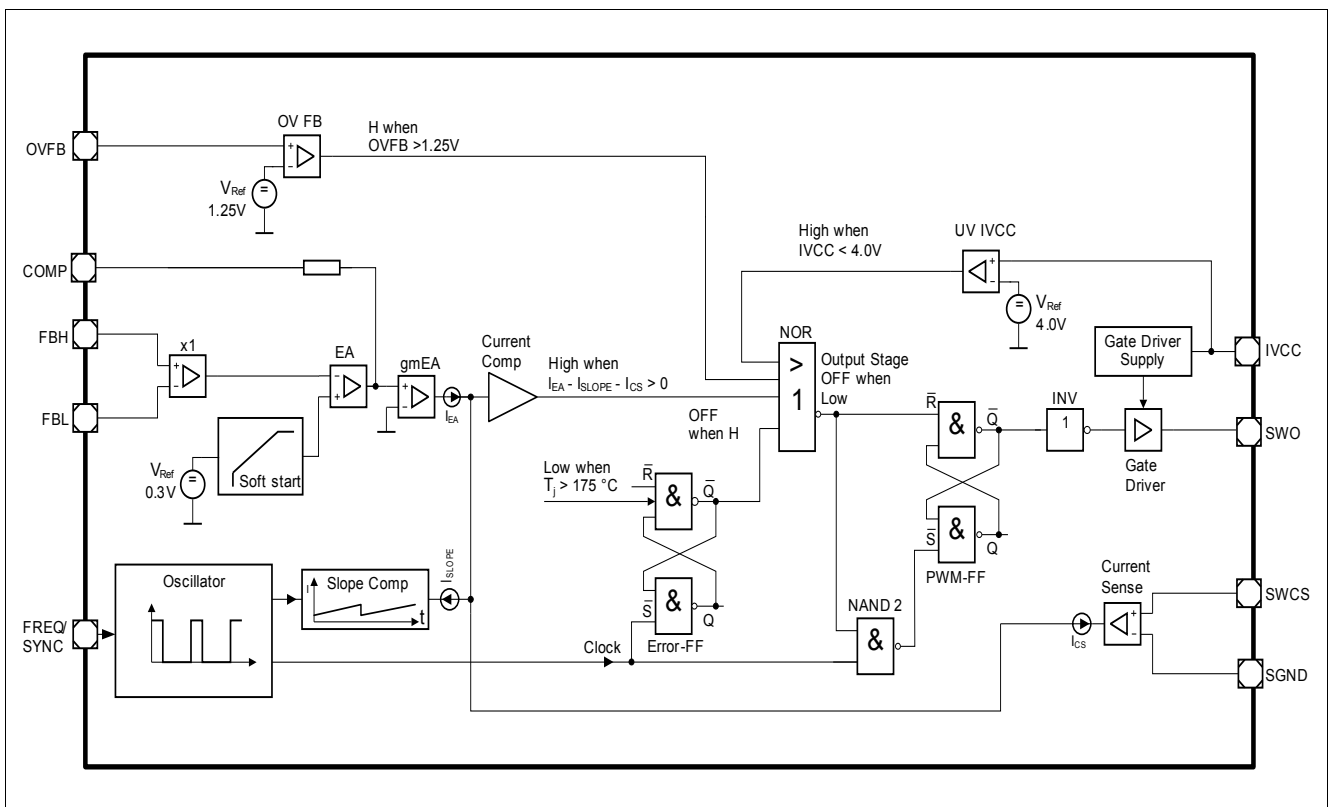 OVFB
OV FB
H when
OVFB >1.25V
+
−
VRef
1.25V
=
COMP
FBH
FBL
x1
+
−
EA
−
+
gmEA
+
−
IEA
Current
Comp
High when
IEA - ISLOPE - ICS > 0
VRef
0.3V
=
Soft start
High when
IVCC < 4.0V
UV IVCC
+
−
VRef
4.0V
=
NOR
>
1
Output Stage
OFF when
Low
OFF
when H
Gate Driver
Supply
IVCC
Low when
Tj > 175 °C
R
&
Q
S
&
Q
Error-FF
R
&
Q
S
&
Q
PWM-FF
INV
1
Gate
Driver
SWO
FREQ/
SYNC
Oscillator
Slope Comp
I
t
ISLOPE
Clock
NAND 2
&
Current
Sense
+
−
ICS
SWCS
SGND